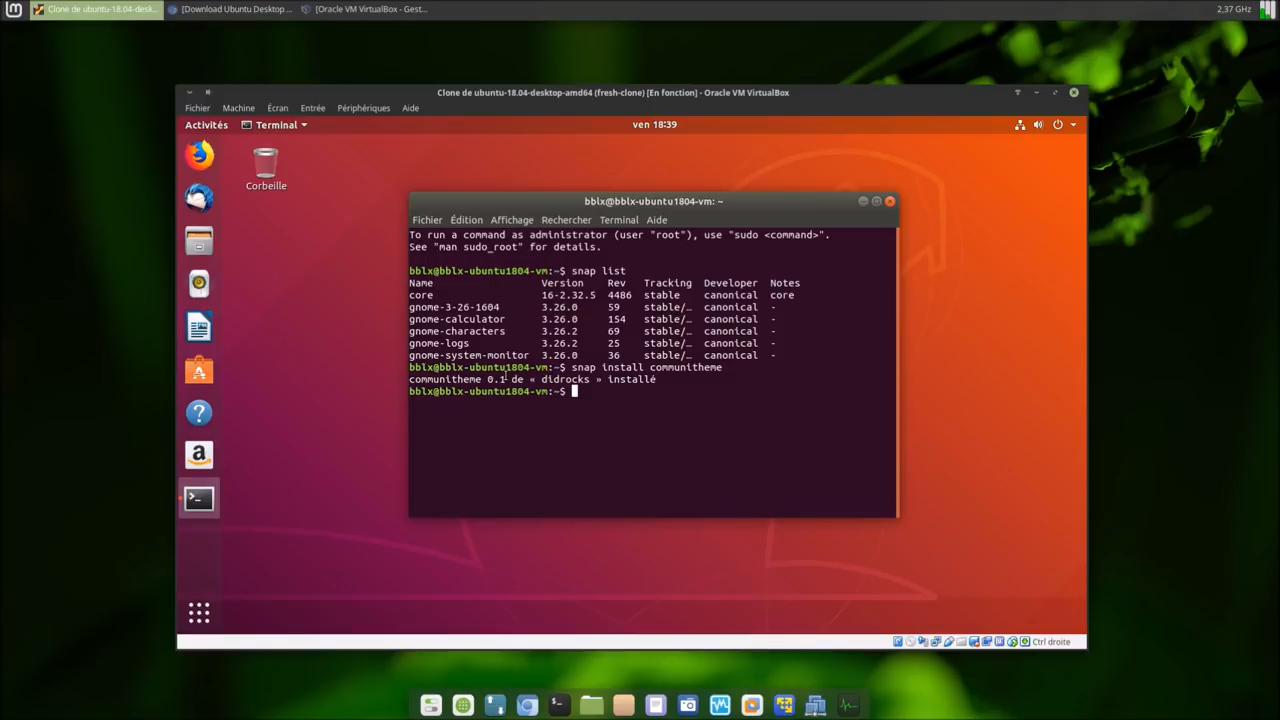 Clone de ubuntu-18.04-desk...
[Download Ubuntu Desktop ...
[Oracle VM VirtualBox - Gest...
2,37 GHz
Clone de ubuntu-18.04-desktop-amd64 (fresh-clone) [En fonction] - Oracle VM VirtualBox
Fichier Machine Écran Entrée Périphériques Aide
Activités Terminal ven 18:39
Corbeille
bblx@bblx-ubuntu1804-vm: ~
Fichier Édition Affichage Rechercher Terminal Aide
To run a command as administrator (user "root"), use "sudo <command>".
See "man sudo_root" for details.
bblx@bblx-ubuntu1804-vm:~$ snap list
Name Version Rev Tracking Developer Notes
core 16-2.32.5 4486 stable canonical core
gnome-3-26-1604 3.26.0 59 stable/… canonical -
gnome-calculator 3.26.0 154 stable/… canonical -
gnome-characters 3.26.2 69 stable/… canonical -
gnome-logs 3.26.2 25 stable/… canonical -
gnome-system-monitor 3.26.0 36 stable/… canonical -
bblx@bblx-ubuntu1804-vm:~$ snap install communitheme
communitheme 0.1 de « didrocks » installé
bblx@bblx-ubuntu1804-vm:~$
Ctrl droite